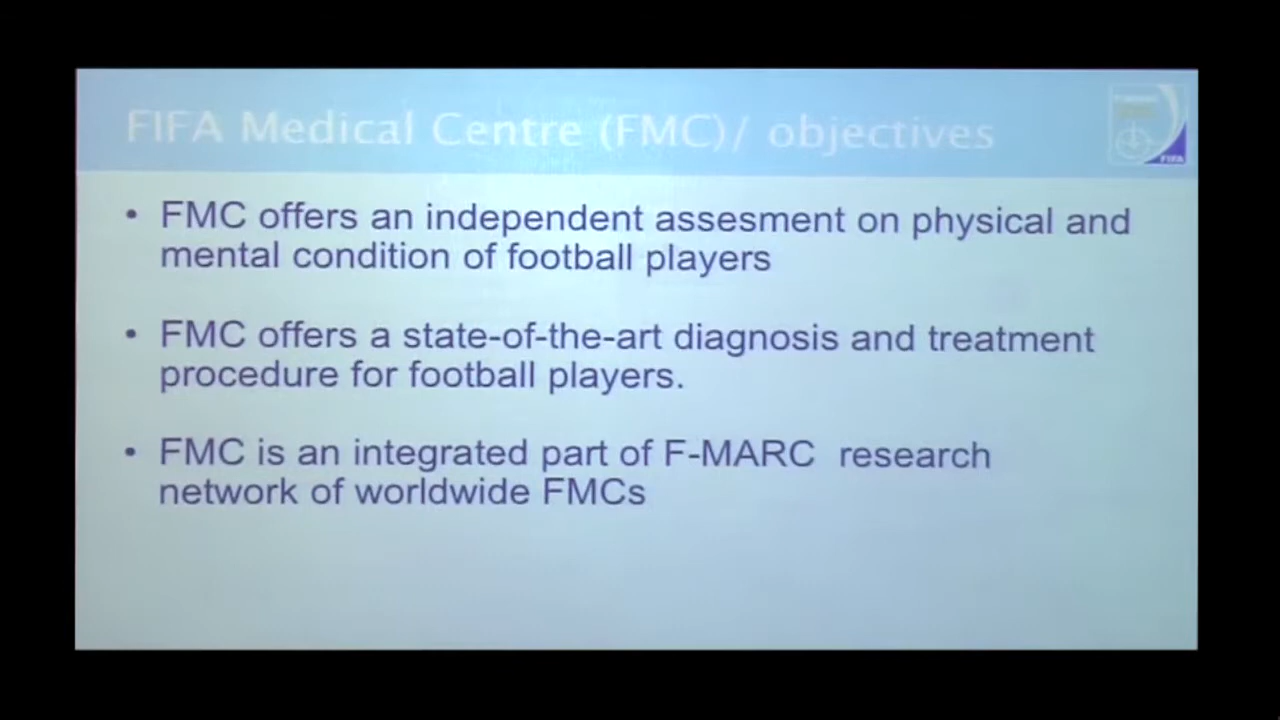 FIFA Medical Centre (FMC)/ objectives
• FMC offers an independent assesment on physical and
mental condition of football players
• FMC offers a state-of-the-art diagnosis and treatment
procedure for football players.
• FMC is an integrated part of F-MARC research
network of worldwide FMCs
FIFA